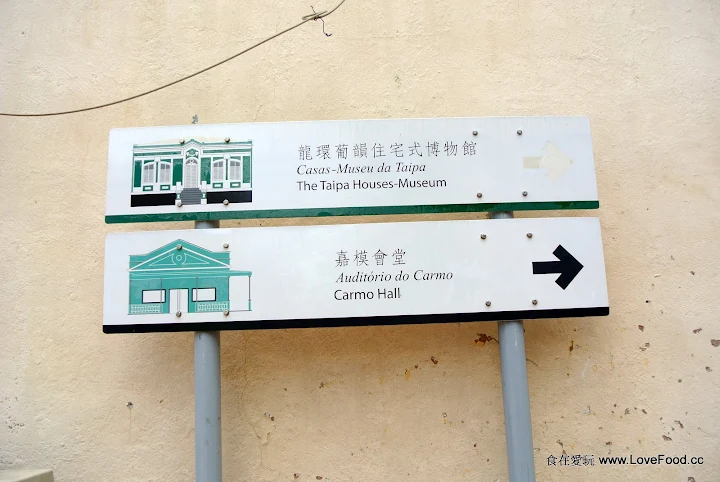 龍環葡韻住宅式博物館
Casas-Museu da Taipa
The Taipa Houses-Museum
嘉模會堂
Auditório do Carmo
Carmo Hall
食在愛玩 www.LoveFood.cc